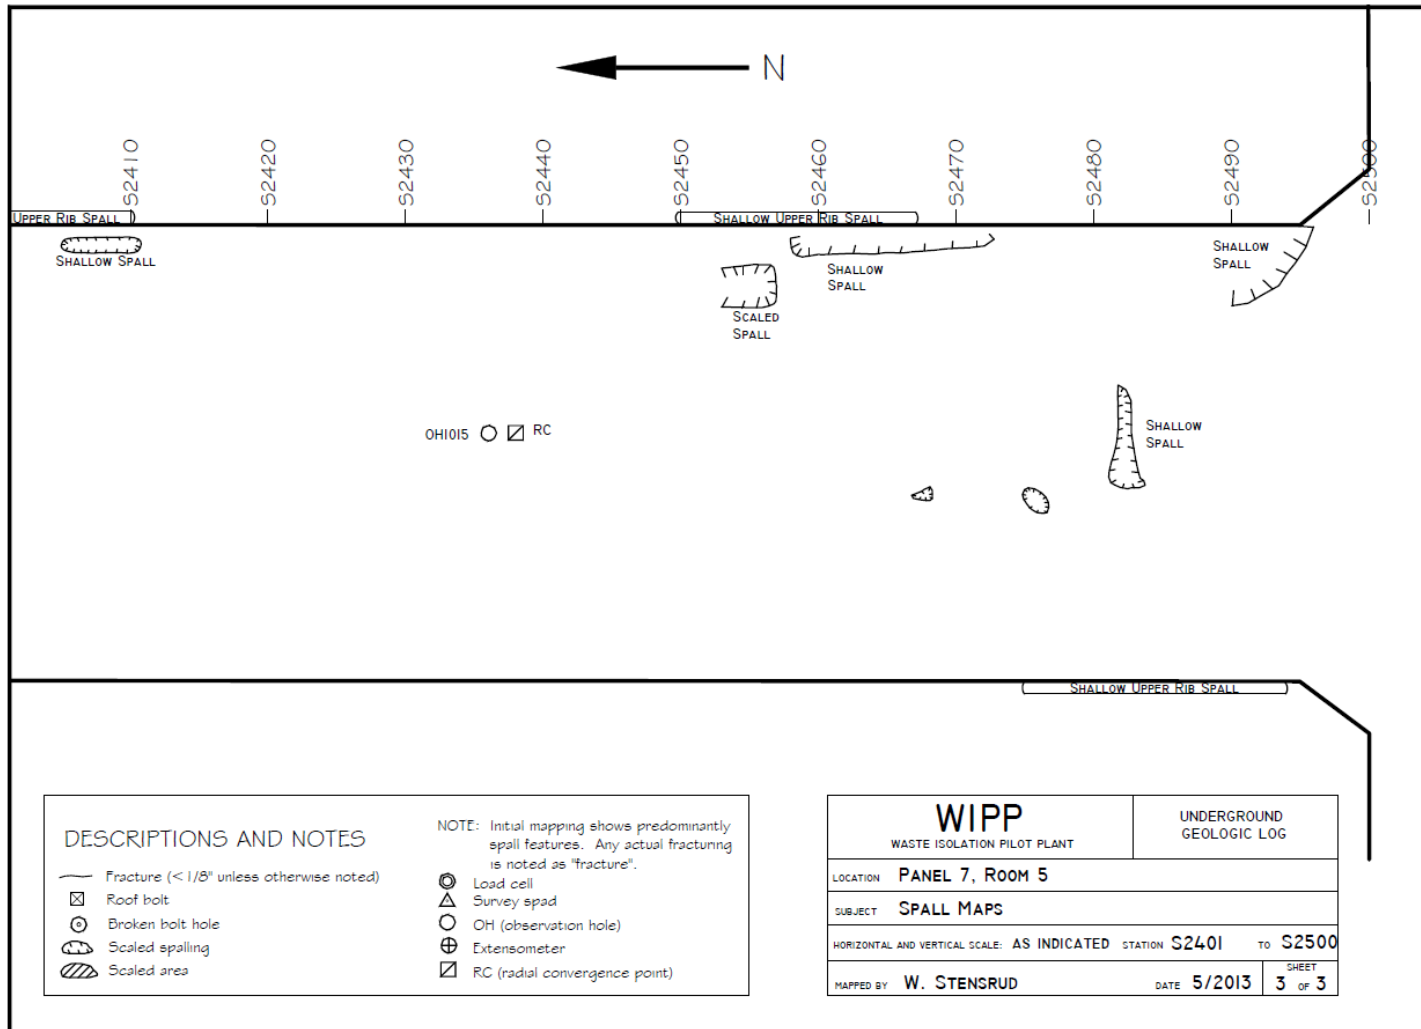 N
S2410
S2420
S2430
S2440
S2450
S2460
S2470
S2480
S2490
S2500
UPPER RIB SPALL
SHALLOW UPPER RIB SPALL
SHALLOW SPALL
SHALLOW
SPALL
SCALED
SPALL
SHALLOW
SPALL
OH1015
RC
SHALLOW
SPALL
SHALLOW UPPER RIB SPALL
DESCRIPTIONS AND NOTES
Fracture (< 1/8" unless otherwise noted)
Roof bolt
Broken bolt hole
Scaled spalling
Scaled area
NOTE: Initial mapping shows predominantly
spall features. Any actual fracturing
is noted as "fracture".
Load cell
Survey spad
OH (observation hole)
Extensometer
RC (radial convergence point)
WIPP
WASTE ISOLATION PILOT PLANT
UNDERGROUND
GEOLOGIC LOG
LOCATION PANEL 7, ROOM 5
SUBJECT SPALL MAPS
HORIZONTAL AND VERTICAL SCALE: AS INDICATED STATION S2401 TO S2500
MAPPED BY W. STENSRUD DATE 5/2013 SHEET
3 OF 3